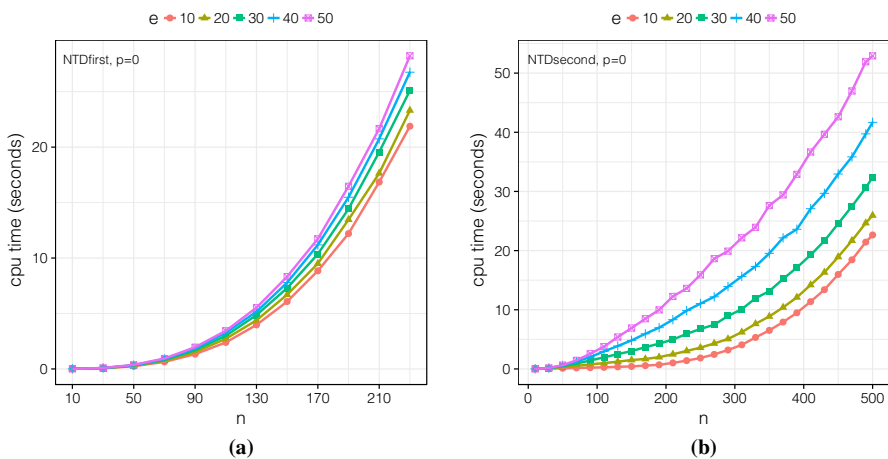 e 10 20 30 40 50
NTDfirst, p=0
cpu time (seconds)
20
10
0
10 50 90 130 170 210
n
(a)
e 10 20 30 40 50
NTDsecond, p=0
cpu time (seconds)
50
40
30
20
10
0
0 100 200 300 400 500
n
(b)